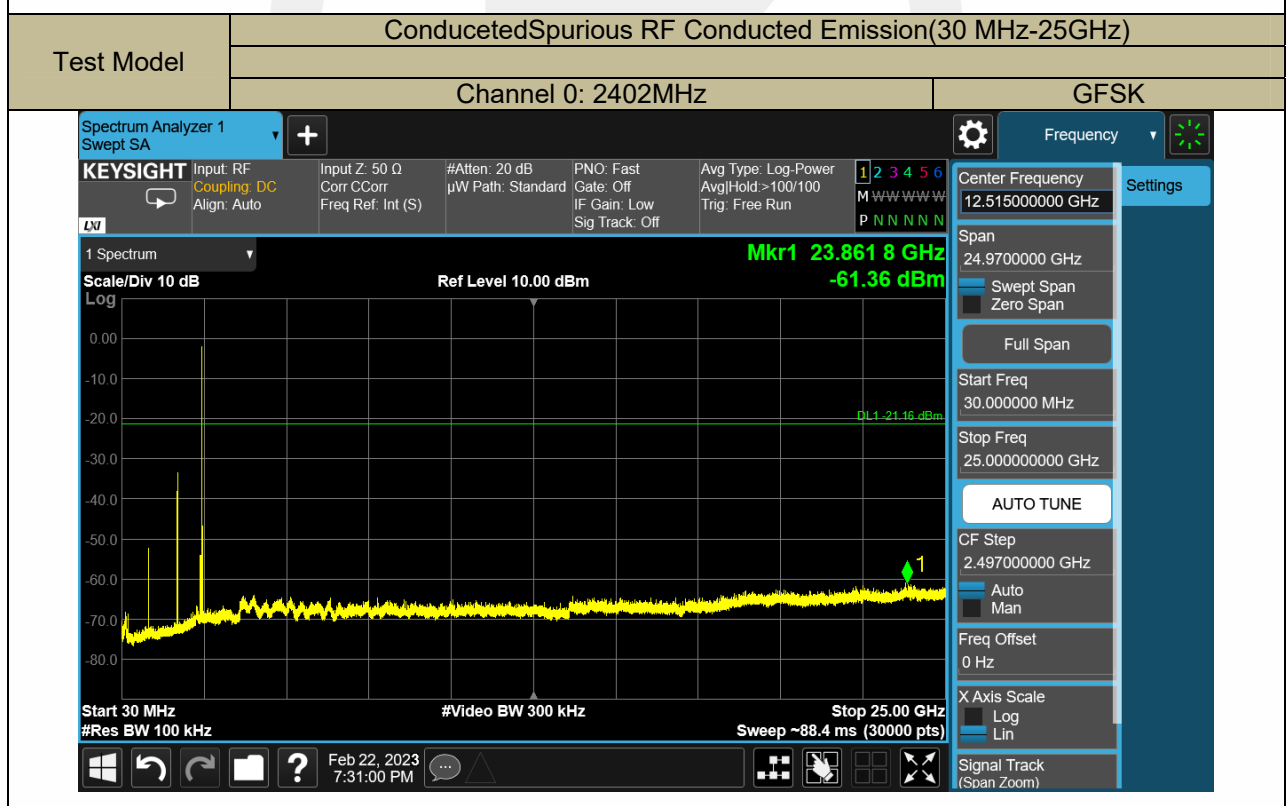 Test Model
ConducetedSpurious RF Conducted Emission(30 MHz-25GHz)
Channel 0: 2402MHz
GFSK
Spectrum Analyzer 1
Swept SA
Frequency
KEYSIGHT
LXI
Input: RF
Coupling: DC
Align: Auto
Input Z: 50 Ω
Corr CCorr
Freq Ref: Int (S)
#Atten: 20 dB
µW Path: Standard
PNO: Fast
Gate: Off
IF Gain: Low
Sig Track: Off
Avg Type: Log-Power
Avg|Hold:>100/100
Trig: Free Run
1 2 3 4 5 6
M W W W W W
P N N N N N
1 Spectrum
Mkr1 23.861 8 GHz
-61.36 dBm
Scale/Div 10 dB
Ref Level 10.00 dBm
Log
0.00
-10.0
-20.0
-30.0
-40.0
-50.0
-60.0
-70.0
-80.0
DL1 -21.16 dBm
1
Start 30 MHz
#Video BW 300 kHz
Stop 25.00 GHz
#Res BW 100 kHz
Sweep ~88.4 ms (30000 pts)
Feb 22, 2023
7:31:00 PM
Center Frequency
12.515000000 GHz
Settings
Span
24.9700000 GHz
Swept Span
Zero Span
Full Span
Start Freq
30.000000 MHz
Stop Freq
25.000000000 GHz
AUTO TUNE
CF Step
2.497000000 GHz
Auto
Man
Freq Offset
0 Hz
X Axis Scale
Log
Lin
Signal Track
(Span Zoom)